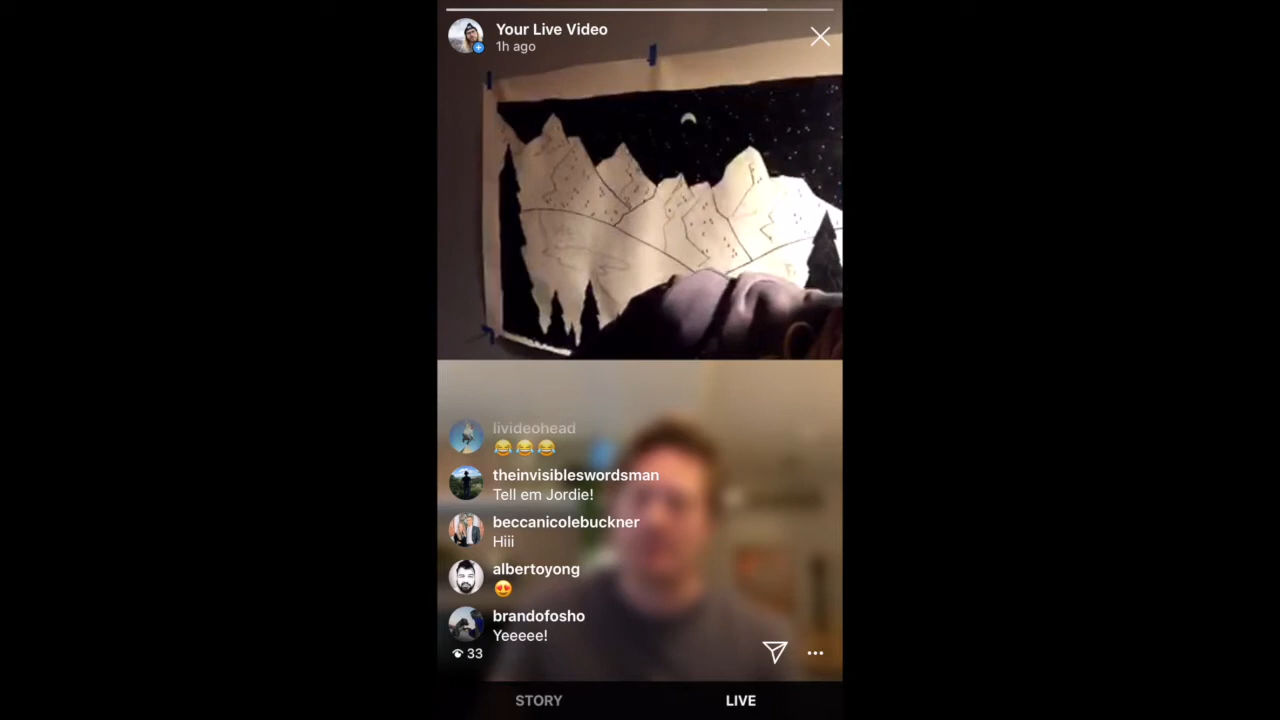 Your Live Video
1h ago
livideohead
😂😂😂
theinvisibleswordsman
Tell em Jordie!
beccanicolebuckner
Hiii
albertoyong
😍
brandofosho
Yeeeee!
33
STORY
LIVE